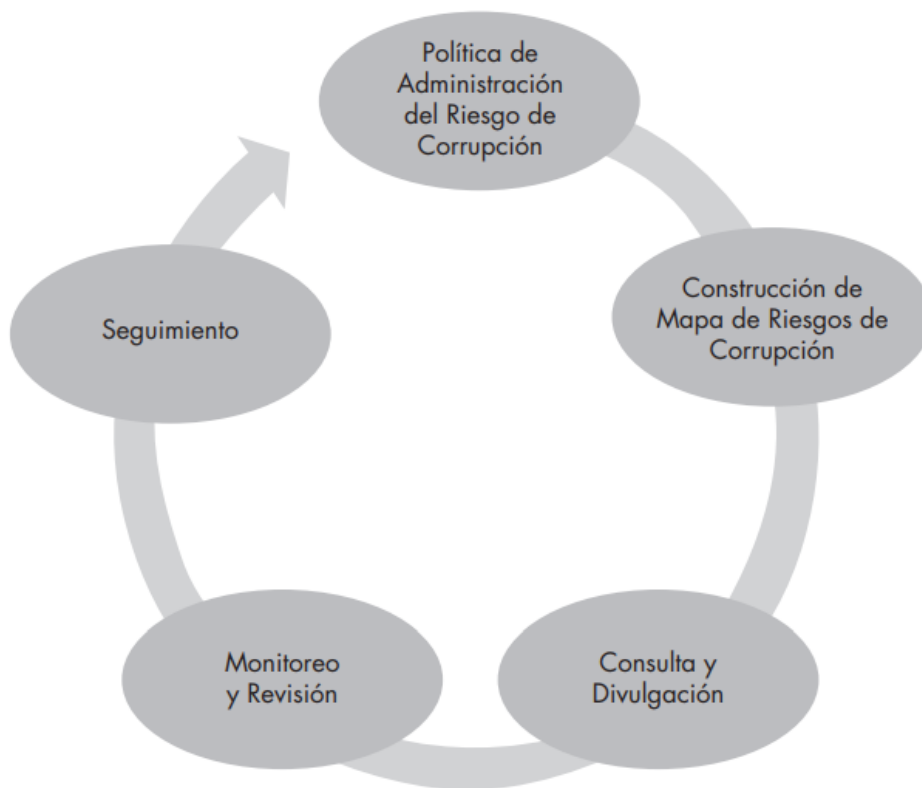 Política de
Administración
del Riesgo de
Corrupción
Construcción de
Mapa de Riesgos de
Corrupción
Consulta y
Divulgación
Monitoreo
y Revisión
Seguimiento